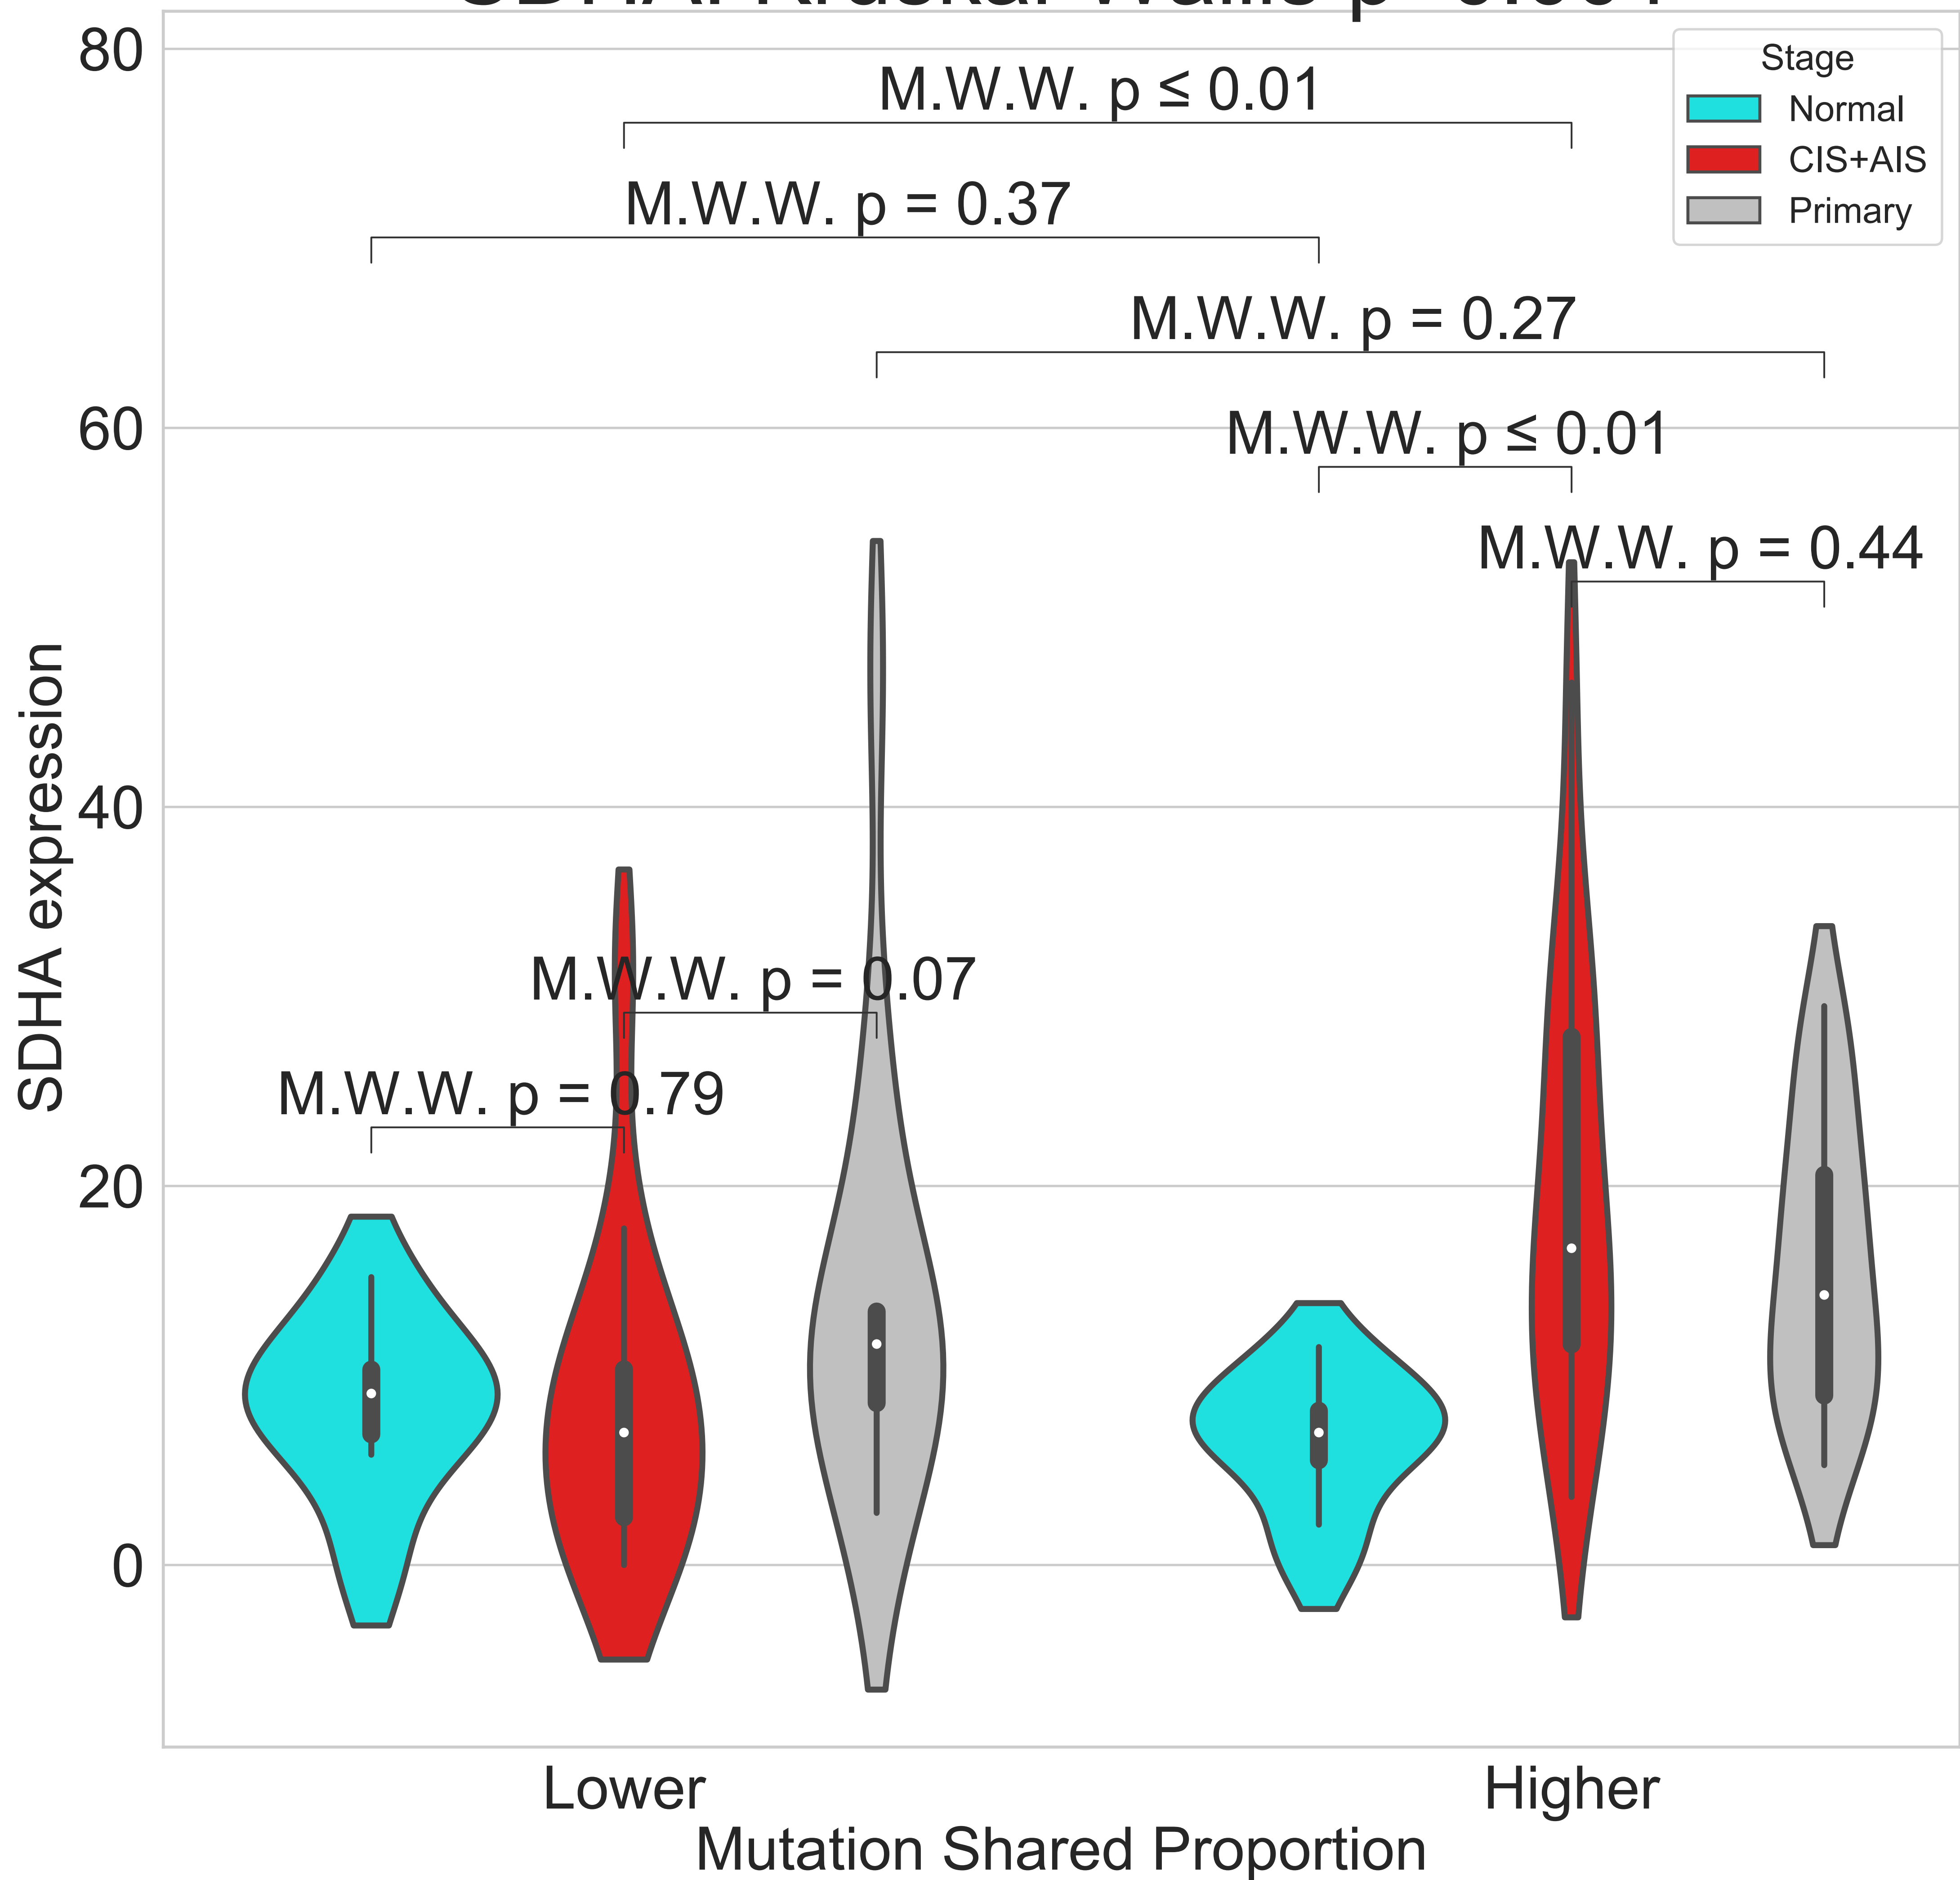 80
M.W.W. p ≤ 0.01
Stage
Normal
CIS+AIS
Primary
M.W.W. p = 0.37
M.W.W. p = 0.27
60
M.W.W. p ≤ 0.01
M.W.W. p = 0.44
40
SDHA expression
M.W.W. p = 0.07
M.W.W. p = 0.79
20
0
Lower
Higher
Mutation Shared Proportion